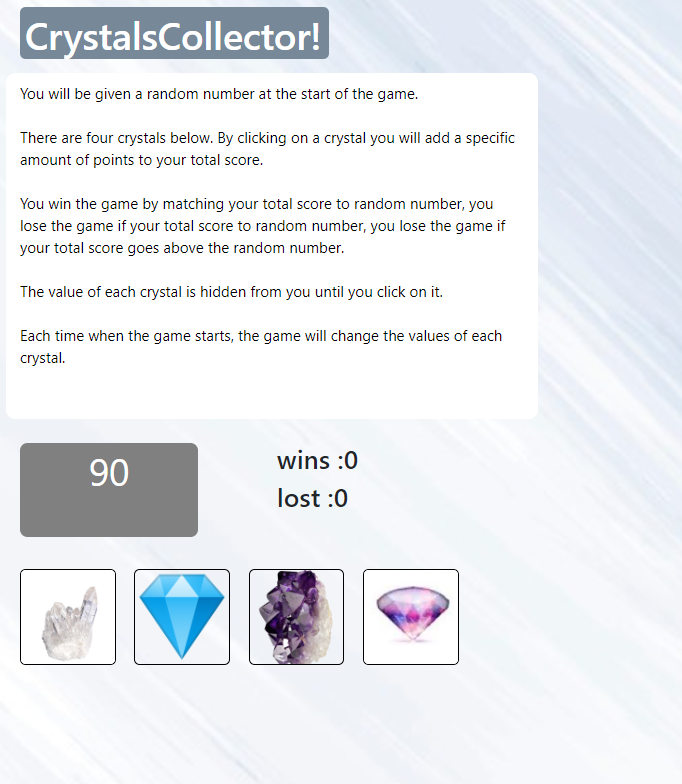 CrystalsCollector!
You will be given a random number at the start of the game.
There are four crystals below. By clicking on a crystal you will add a specific
amount of points to your total score.
You win the game by matching your total score to random number, you
lose the game if your total score to random number, you lose the game if
your total score goes above the random number.
The value of each crystal is hidden from you until you click on it.
Each time when the game starts, the game will change the values of each
crystal.
90
wins :0
lost :0